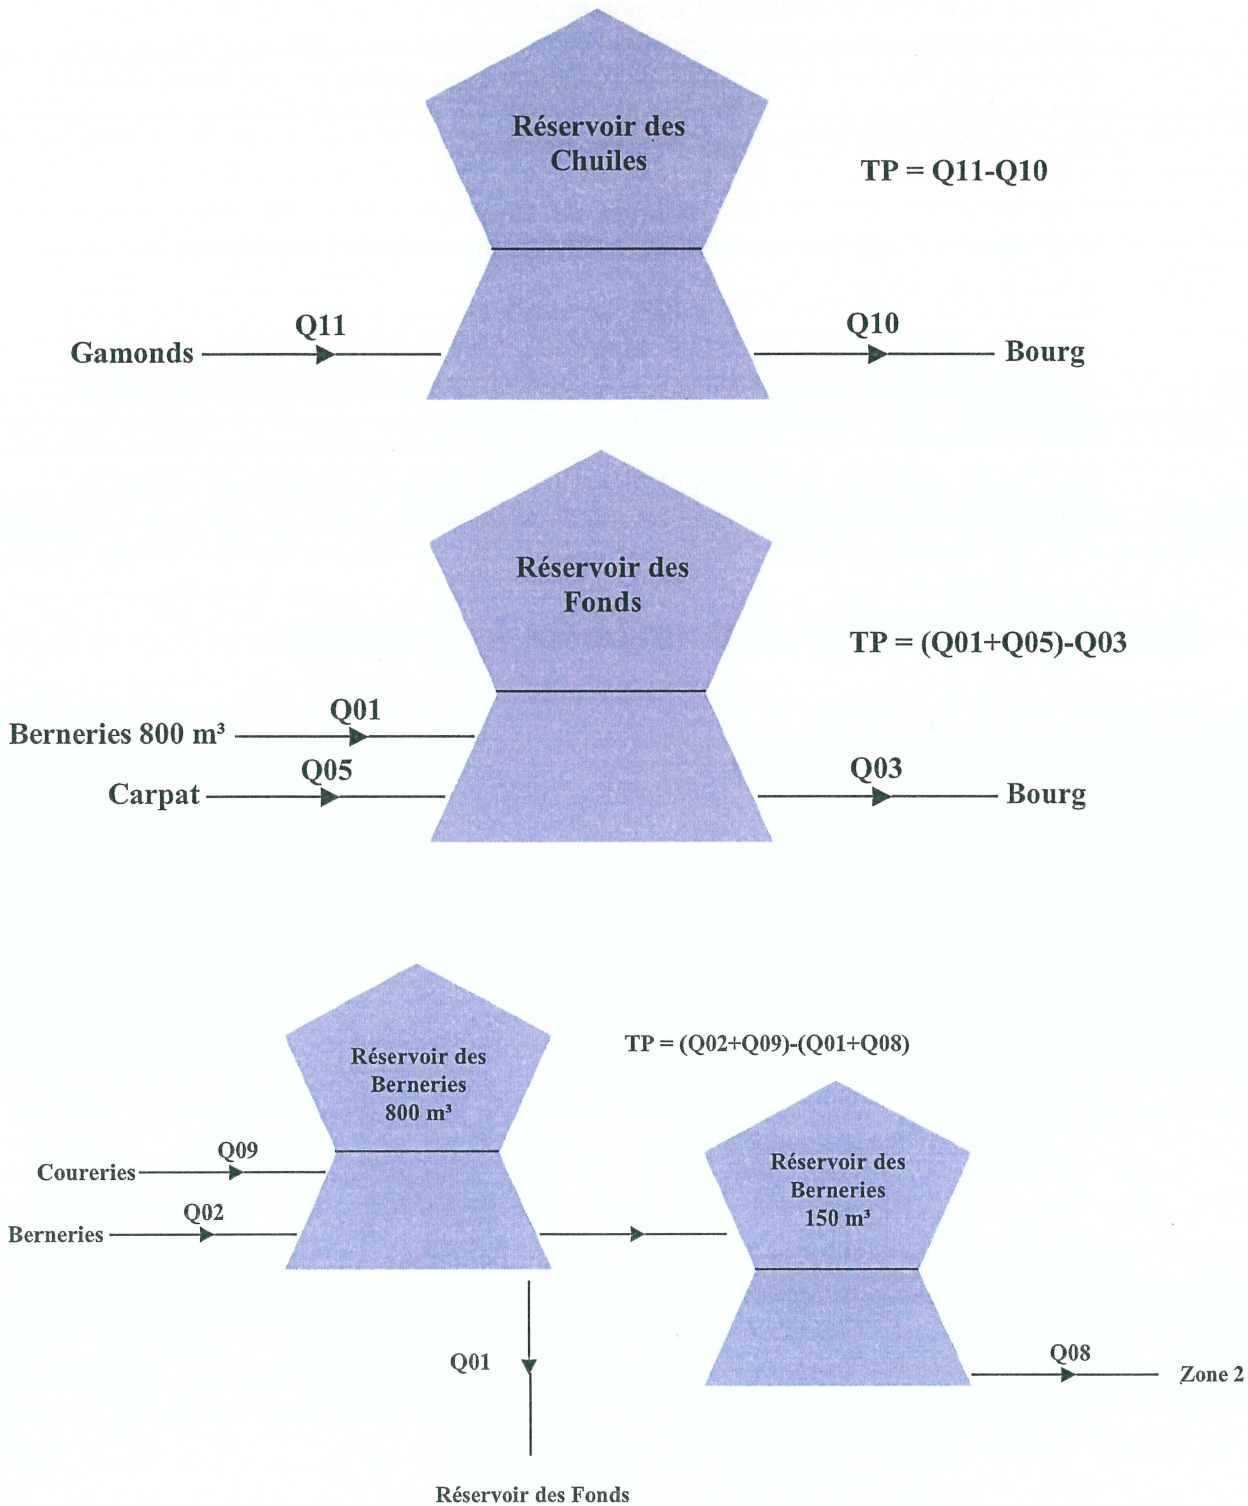 Réservoir des
Chuiles
TP = Q11-Q10
Q11
Q10
Gamonds
Bourg
Réservoir des
Fonds
TP = (Q01+Q05)-Q03
Q01
Berneries 800 m³
Q05
Q03
Carpat
Bourg
TP = (Q02+Q09)-(Q01+Q08)
Réservoir des
Berneries
800 m³
Q09
Coureries
Réservoir des
Berneries
150 m³
Q02
Berneries
Q01
Q08
Zone 2
Réservoir des Fonds